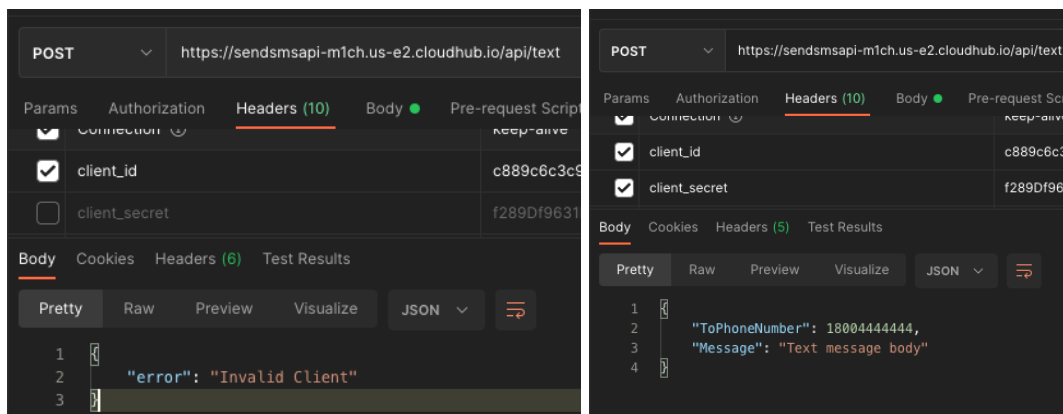 POST
https://sendsmsapi-m1ch.us-e2.cloudhub.io/api/text
Params Authorization Headers (10) Body Pre-request Script
Connection keep-alive
client_id c889c6c3c9
client_secret f289Df9631
Body Cookies Headers (6) Test Results
Pretty Raw Preview Visualize JSON
1 {
2 "error": "Invalid Client"
3 }
POST
https://sendsmsapi-m1ch.us-e2.cloudhub.io/api/text
Params Authorization Headers (10) Body Pre-request Sc
Connection keep-alive
client_id c889c6c
client_secret f289Df96
Body Cookies Headers (5) Test Results
Pretty Raw Preview Visualize JSON
1 {
2 "ToPhoneNumber": 18004444444,
3 "Message": "Text message body"
4 }